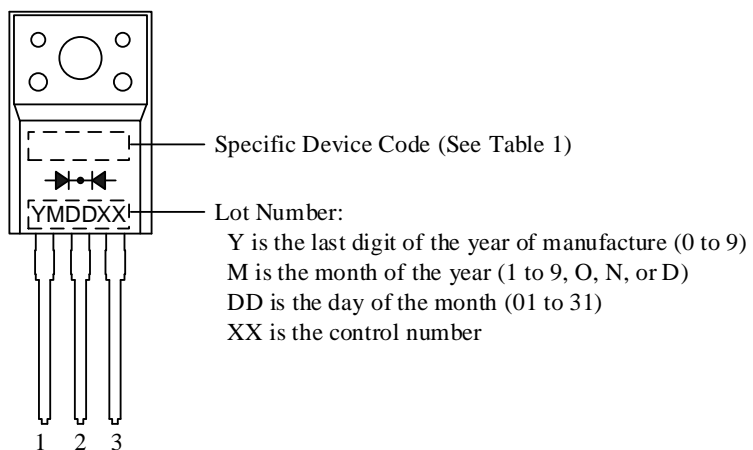 Specific Device Code (See Table 1)
YMDDXX
Lot Number:
Y is the last digit of the year of manufacture (0 to 9)
M is the month of the year (1 to 9, O, N, or D)
DD is the day of the month (01 to 31)
XX is the control number
1 2 3